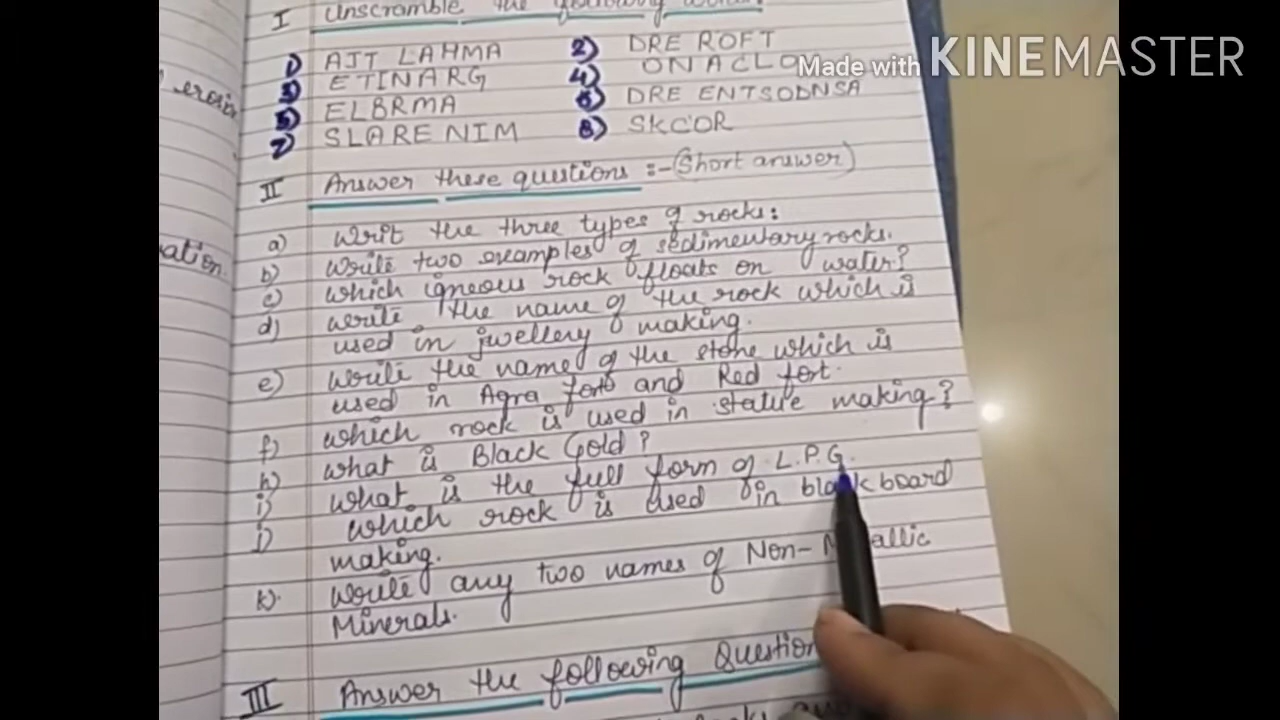 erosin
ation.
I Unscramble the following
1) AJT LAHMA 2) DRE ROFT
3) ETINARG 4) ONACLO
5) ELBRMA 6) DRE ENTSODNSA
7) SLARE NIM 8) SKCOR
II Answer these questions :- (Short answer)
a) Writ the three types of rocks:
b) Write two examples of sedimentary rocks.
c) which igneous rock floats on water?
d) write the name of the rock which is
used in jwellery making.
e) Write the name of the stone which is
used in Agra fort and Red fort.
f) which rock is used in statue making?
h) what is Black Gold?
i) what is the full form of L.P.G.
j) which rock is used in blackboard
making.
k). Write any two names of Non-Metallic
Minerals.
III Answer the following Question
Made with KINEMASTER